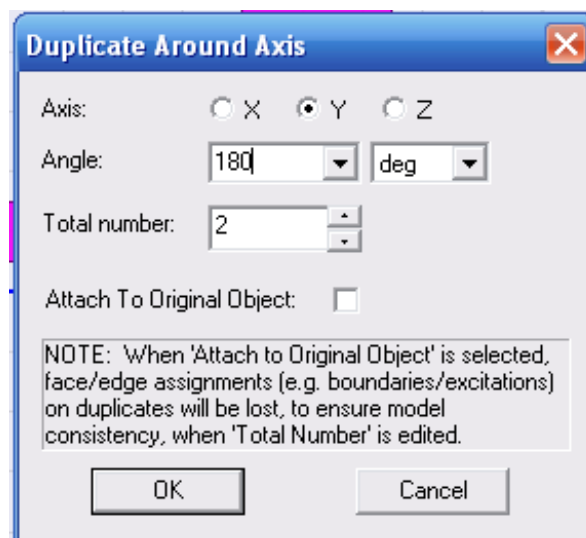 Duplicate Around Axis
Axis: X Y Z
Angle: 180 deg
Total number: 2
Attach To Original Object:
NOTE: When 'Attach to Original Object' is selected,
face/edge assignments (e.g. boundaries/excitations)
on duplicates will be lost, to ensure model
consistency, when 'Total Number' is edited.
OK Cancel